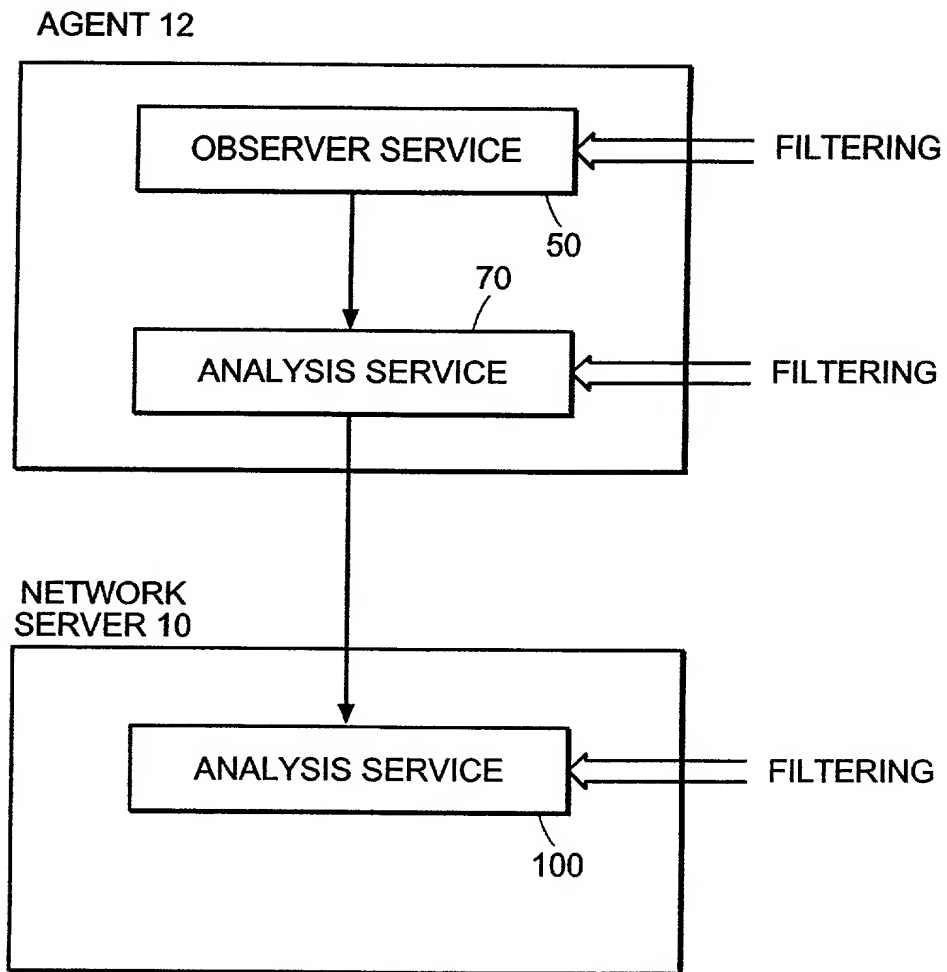 AGENT 12
OBSERVER SERVICE
FILTERING
50
70
ANALYSIS SERVICE
FILTERING
NETWORK
SERVER 10
ANALYSIS SERVICE
FILTERING
100